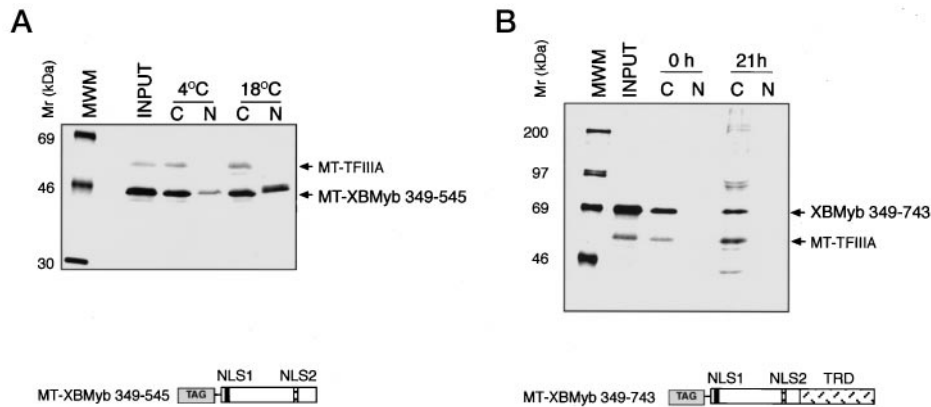 A
Mr (kDa)
MWM
INPUT
4°C
18°C
C N C N
69
46
30
MT-TFIIIA
MT-XBMyb 349-545
NLS1 NLS2
MT-XBMyb 349-545 TAG
B
Mr (kDa)
MWM
INPUT
0 h
21h
C N C N
200
97
69
46
XBMyb 349-743
MT-TFIIIA
NLS1 NLS2 TRD
MT-XBMyb 349-743 TAG